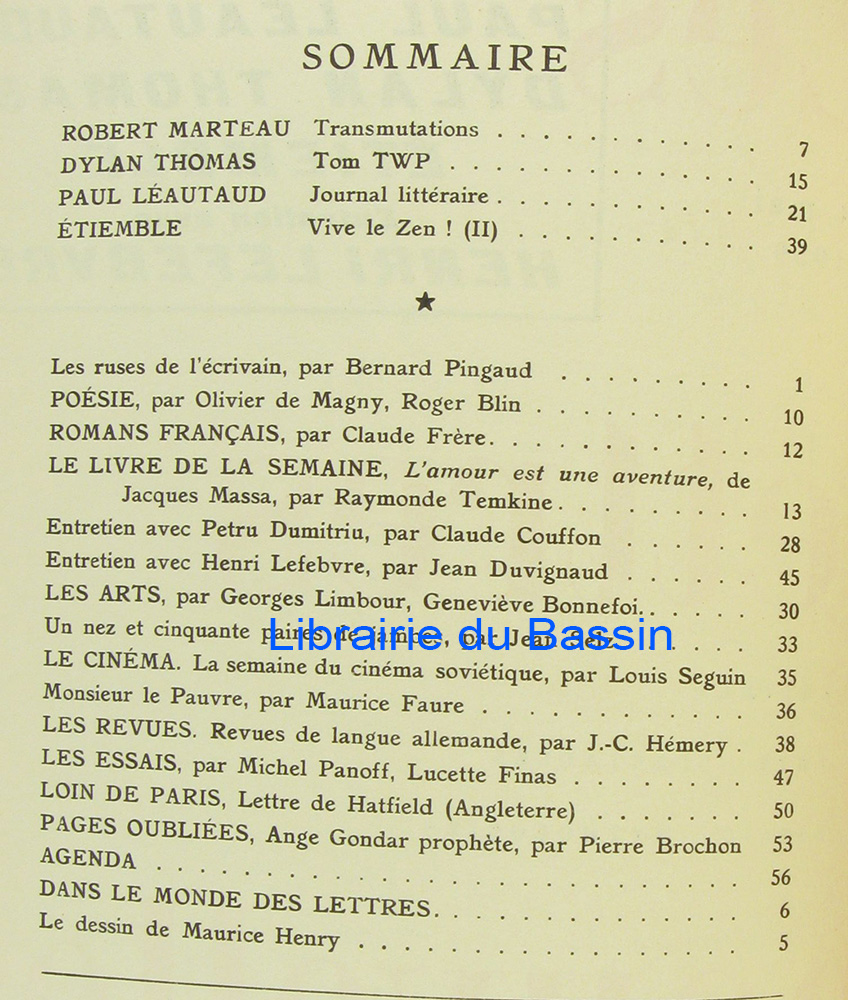 SOMMAIRE
ROBERT MARTEAU Transmutations . . . . . . . . . . . . 7
DYLAN THOMAS Tom TWP . . . . . . . . . . . . . . 15
PAUL LÉAUTAUD Journal littéraire . . . . . . . . . . . . 21
ÉTIEMBLE Vive le Zen ! (II) . . . . . . . . . . . 39
★
Les ruses de l'écrivain, par Bernard Pingaud . . . . . . . . . 1
POÉSIE, par Olivier de Magny, Roger Blin . . . . . . . . . . 10
ROMANS FRANÇAIS, par Claude Frère. . . . . . . . . . . . 12
LE LIVRE DE LA SEMAINE, L'amour est une aventure, de
Jacques Massa, par Raymonde Temkine . . . . . . . . . 13
Entretien avec Petru Dumitriu, par Claude Couffon . . . . . . 28
Entretien avec Henri Lefebvre, par Jean Duvignaud . . . . . . 45
LES ARTS, par Georges Limbour, Geneviève Bonnefoi. . . . . . 30
Un nez et cinquante paires de jambes, par Jean Selz . . . . 33
Librairie du Bassin
LE CINÉMA. La semaine du cinéma soviétique, par Louis Seguin 35
Monsieur le Pauvre, par Maurice Faure . . . . . . . . . . . . 36
LES REVUES. Revues de langue allemande, par J.-C. Hémery . 38
LES ESSAIS, par Michel Panoff, Lucette Finas . . . . . . . . 47
LOIN DE PARIS, Lettre de Hatfield (Angleterre) . . . . . . . 50
PAGES OUBLIÉES, Ange Gondar prophète, par Pierre Brochon 53
AGENDA . . . . . . . . . . . . . . . . . . . . . . . . . 56
DANS LE MONDE DES LETTRES. . . . . . . . . . . . . . 6
Le dessin de Maurice Henry . . . . . . . . . . . . . . . . . 5